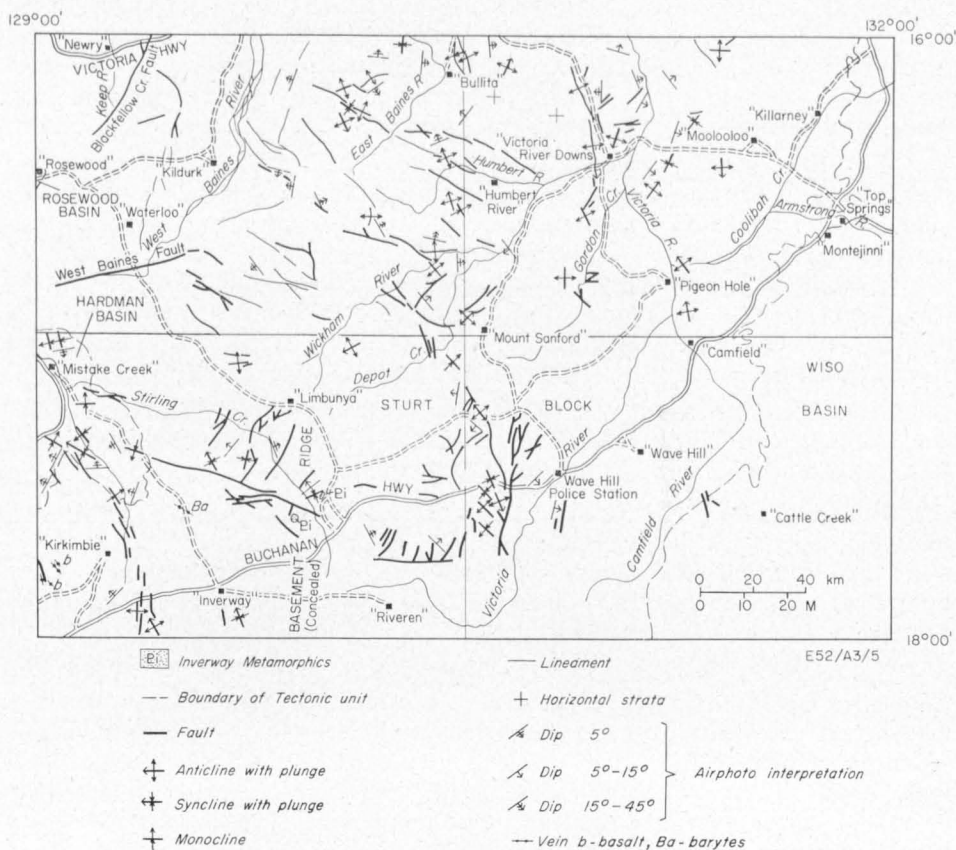 129°00'
132°00'
16°00'
"Newry"
VICTORIA HWY
Keep R.
Blackfellow Cr. Fault
River
Baines
East Baines R
"Bullita"
"Killarney"
"Moolooloo"
"Victoria River Downs"
Humbert R.
"Humbert River"
"Rosewood"
ROSEWOOD BASIN
"Kildurk"
"Waterloo"
West
West Baines Fault
Gordon Cr.
Victoria R.
Coolibah Cr.
Armstrong
"Top Springs"
"Montejinni"
"Pigeon Hole"
River
Wickham
HARDMAN BASIN
"Mount Sanford"
"Camfield"
WISO BASIN
"Mistake Creek"
Stirling Cr.
"Limbunya"
Depot Cr
STURT BLOCK
RIDGE
River
"Wave Hill"
Wave Hill Police Station
HWY
Camfield River
"Cattle Creek"
Ba
BUCHANAN
"Kirkimbie"
b
b
BASEMENT (Concealed)
"Inverway"
"Riveren"
Victoria
0 20 40 km
0 10 20 M
18°00'
E52/A3/5
Inverway Metamorphics
Boundary of Tectonic unit
Fault
Anticline with plunge
Syncline with plunge
Monocline
Lineament
Horizontal strata
Dip 5°
Dip 5°-15°
Dip 15°-45°
Airphoto interpretation
Vein b-basalt, Ba-barytes